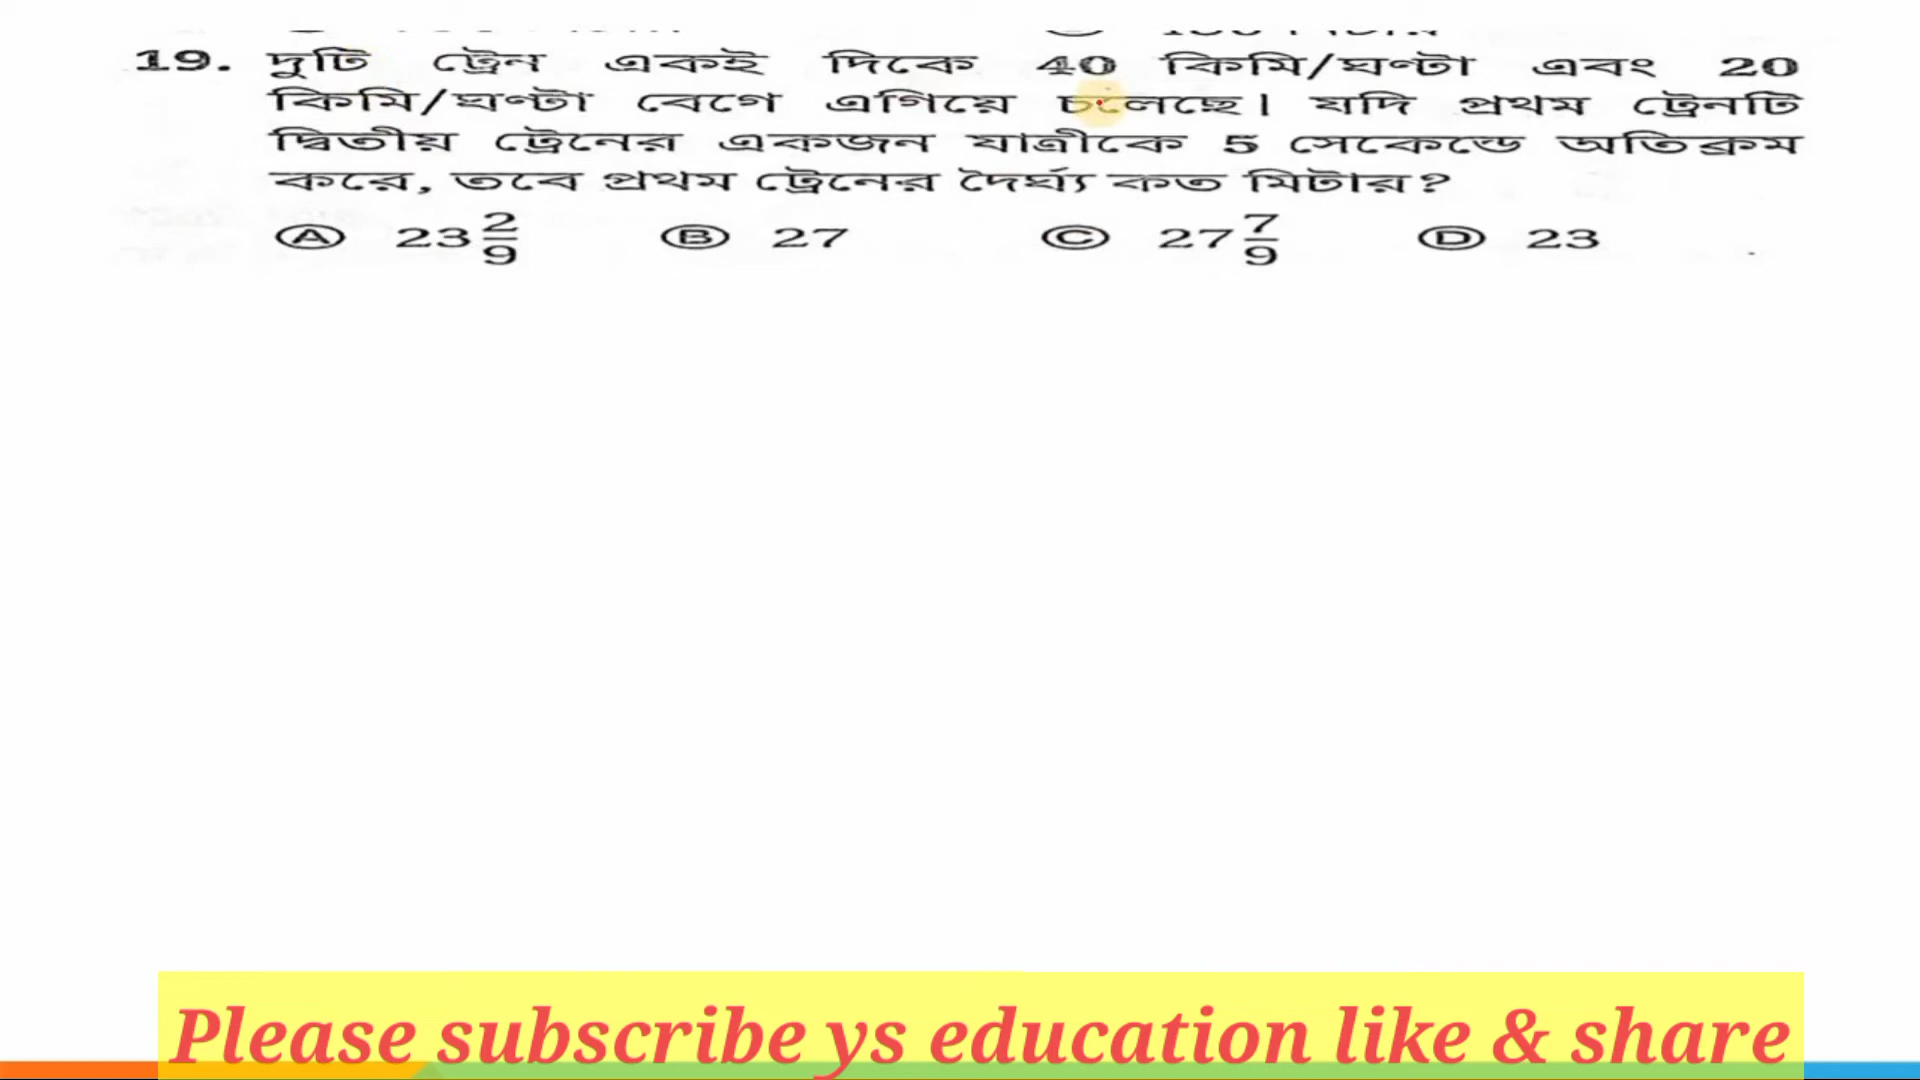 19. দুটি ট্রেন একই দিকে 40 কিমি/ঘণ্টা এবং 20
কিমি/ঘণ্টা বেগে এগিয়ে চলেছে। যদি প্রথম ট্রেনটি
দ্বিতীয় ট্রেনের একজন যাত্রীকে 5 সেকেন্ডে অতিক্রম
করে, তবে প্রথম ট্রেনের দৈর্ঘ্য কত মিটার?
Ⓐ 23 2/9 Ⓑ 27 Ⓒ 27 7/9 Ⓓ 23
Please subscribe ys education like & share